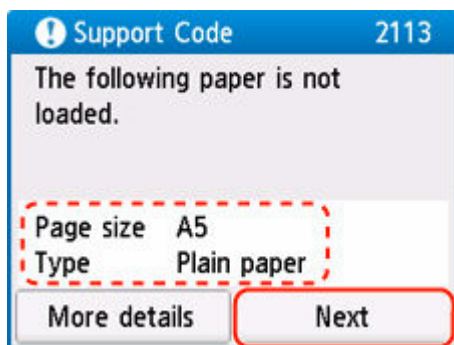 Support Code 2113
The following paper is not
loaded.
Page size A5
Type Plain paper
More details Next